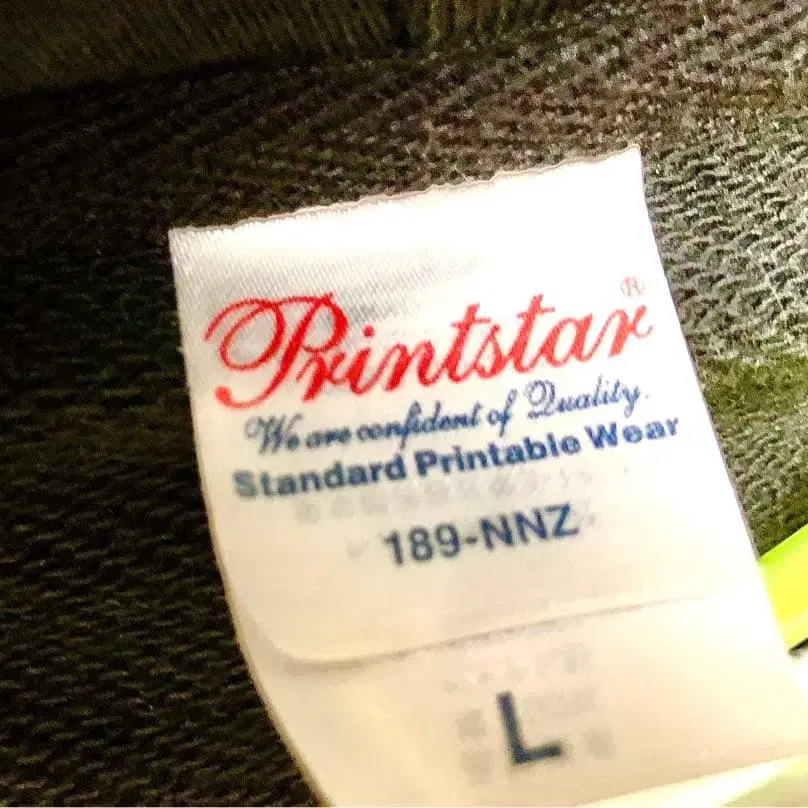 Printstar®
We are confident of Quality.
Standard Printable Wear
189-NNZ
L